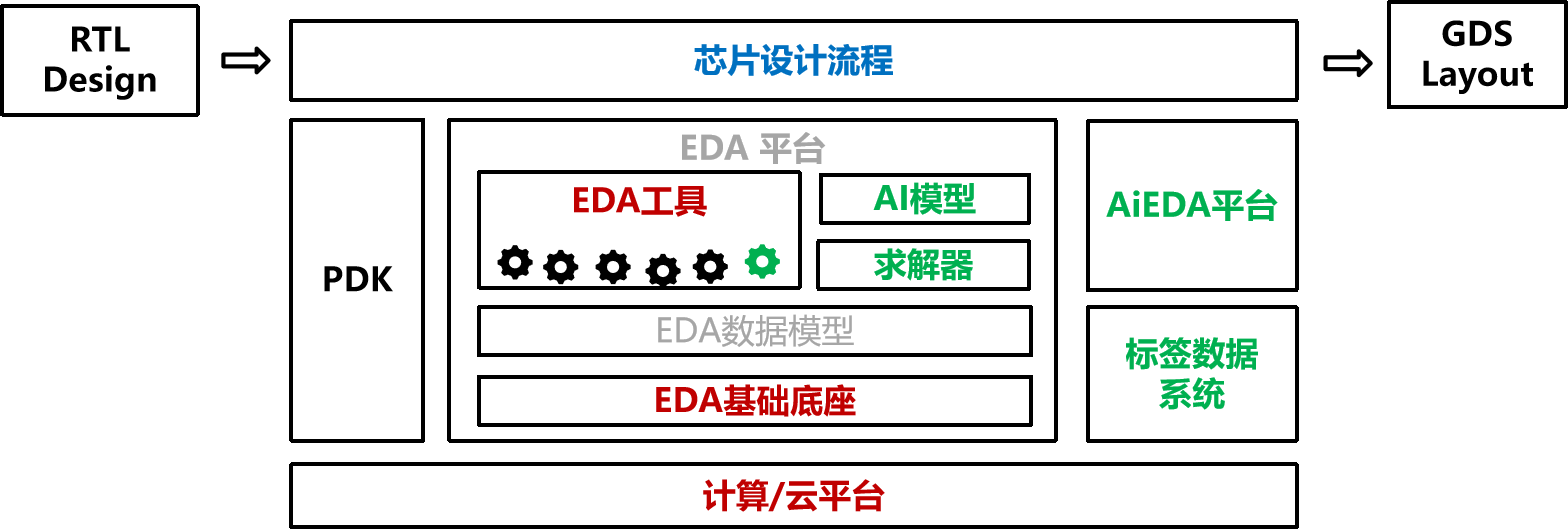 RTL
Design
芯片设计流程
GDS
Layout
PDK
EDA 平台
EDA工具
AI模型
求解器
EDA数据模型
EDA基础底座
AiEDA平台
标签数据
系统
计算/云平台